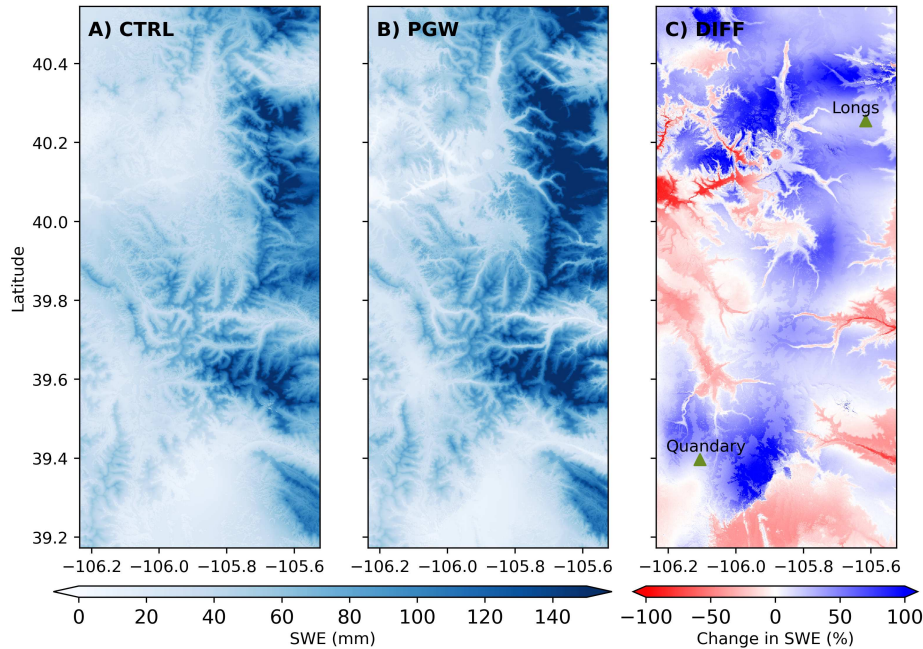 A) CTRL
B) PGW
C) DIFF
Longs
Quandary
Latitude
40.4
40.2
40.0
39.8
39.6
39.4
39.2
−106.2 −106.0 −105.8 −105.6
−106.2 −106.0 −105.8 −105.6
−106.2 −106.0 −105.8 −105.6
0 20 40 60 80 100 120 140
SWE (mm)
−100 −50 0 50 100
Change in SWE (%)